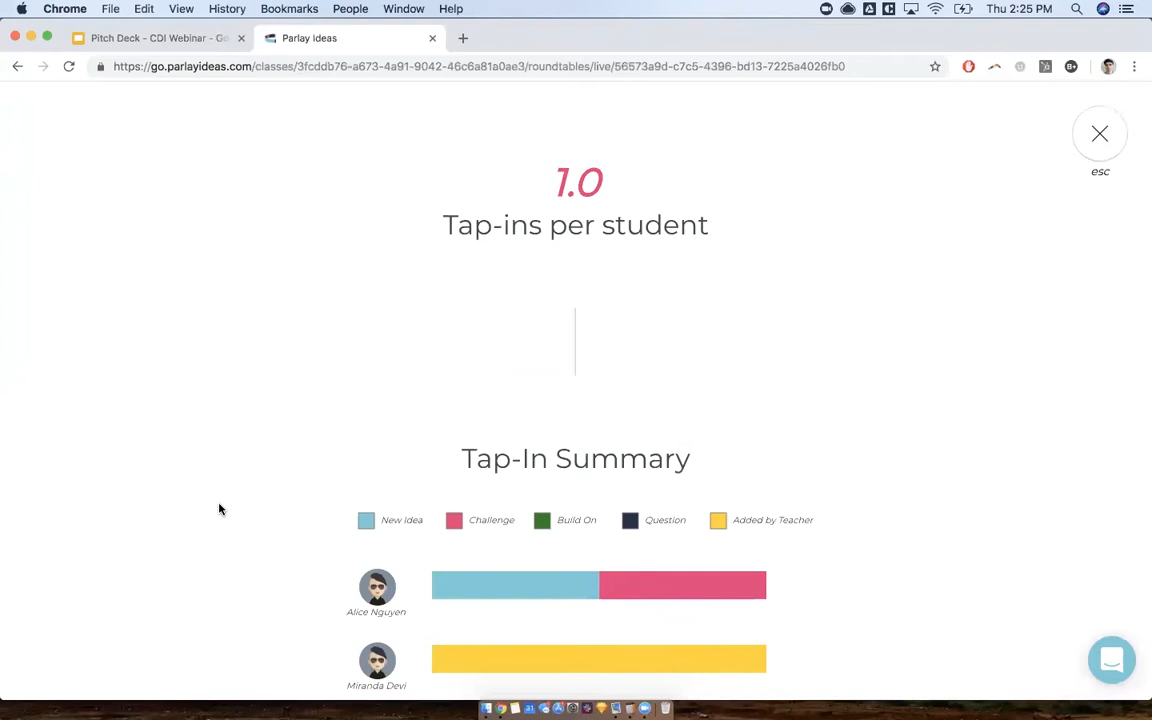 Chrome File Edit View History Bookmarks People Window Help Thu 2:25 PM
Pitch Deck - CDI Webinar - Go Parlay Ideas
https://go.parlayideas.com/classes/3fcddb76-a673-4a91-9042-46c6a81a0ae3/roundtables/live/56573a9d-c7c5-4396-bd13-7225a4026fb0
esc
1.0
Tap-ins per student
Tap-In Summary
New Idea Challenge Build On Question Added by Teacher
Alice Nguyen
Miranda Devi